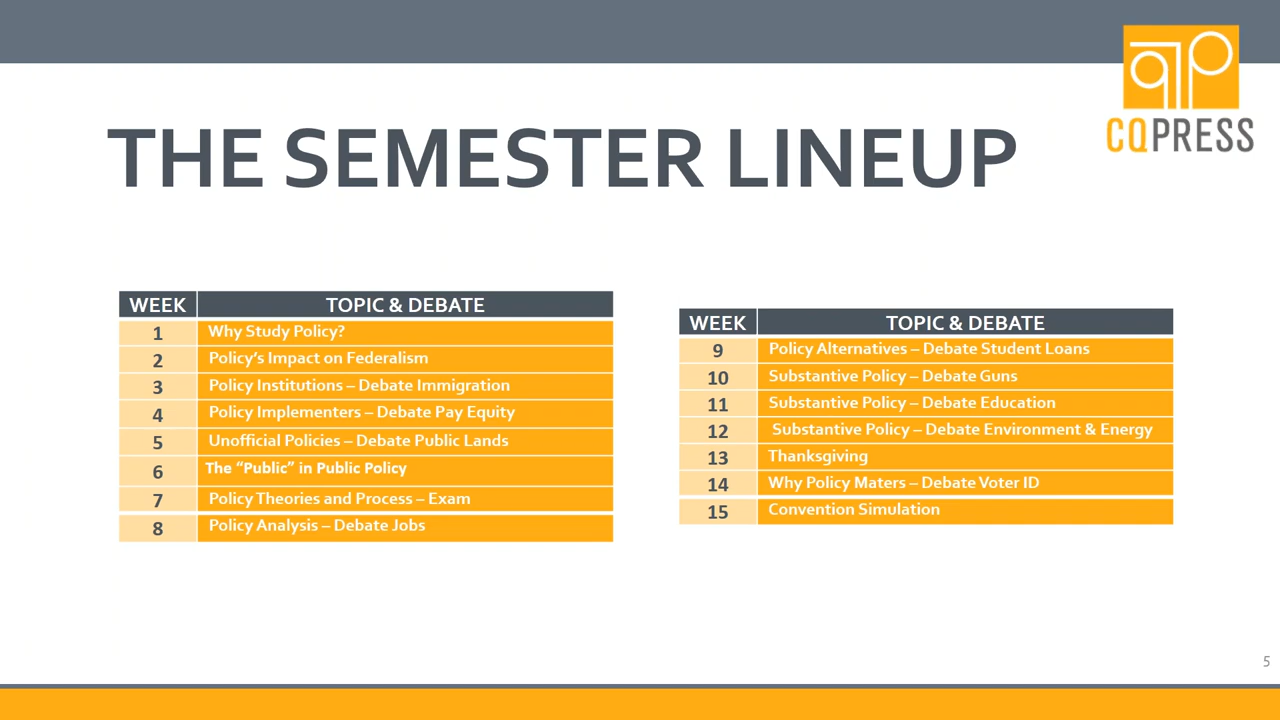 CQPRESS
THE SEMESTER LINEUP
WEEK TOPIC & DEBATE
1 Why Study Policy?
2 Policy's Impact on Federalism
3 Policy Institutions – Debate Immigration
4 Policy Implementers – Debate Pay Equity
5 Unofficial Policies – Debate Public Lands
6 The “Public” in Public Policy
7 Policy Theories and Process – Exam
8 Policy Analysis – Debate Jobs
WEEK TOPIC & DEBATE
9 Policy Alternatives – Debate Student Loans
10 Substantive Policy – Debate Guns
11 Substantive Policy – Debate Education
12 Substantive Policy – Debate Environment & Energy
13 Thanksgiving
14 Why Policy Maters – Debate Voter ID
15 Convention Simulation
5